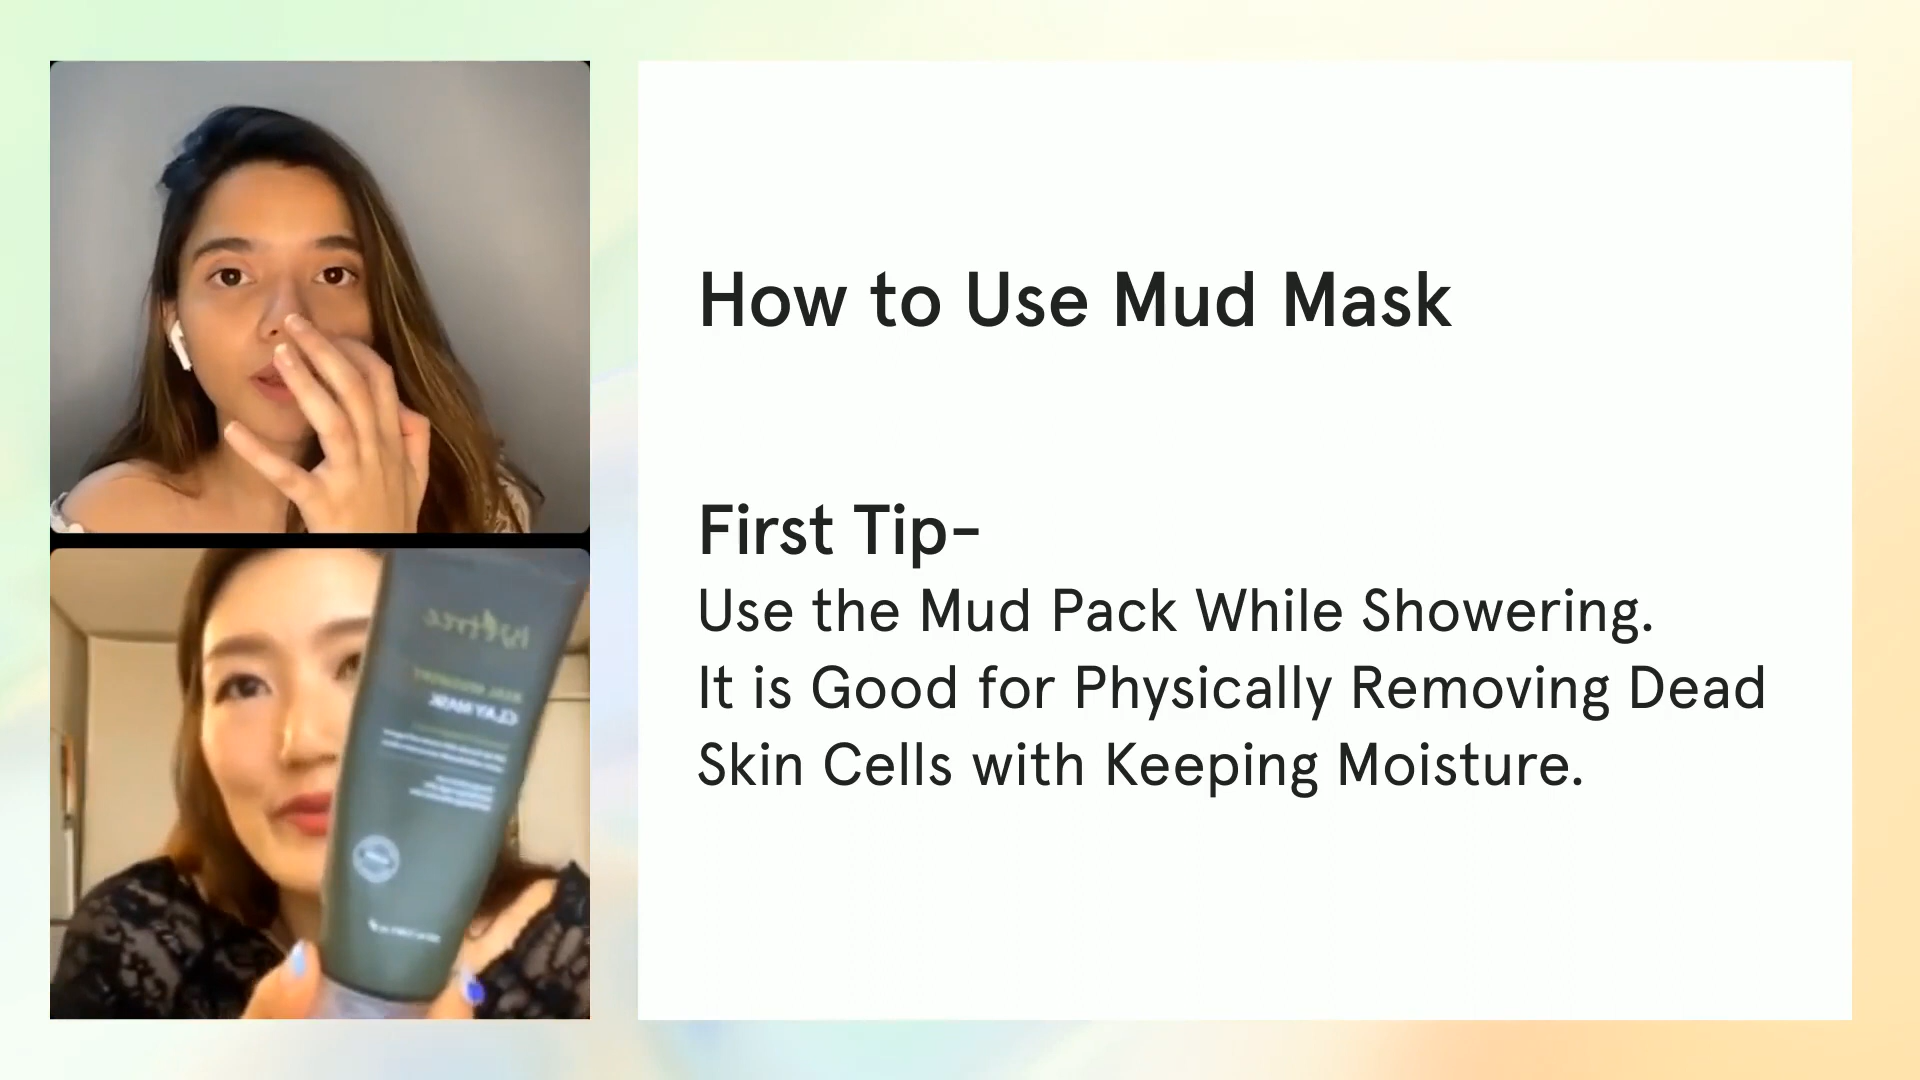 How to Use Mud Mask
First Tip-
Use the Mud Pack While Showering.
It is Good for Physically Removing Dead
Skin Cells with Keeping Moisture.
CLAY MASK